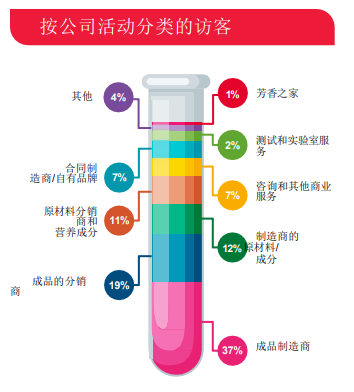 按公司活动分类的访客
其他
4%
1%
芳香之家
2%
测试和实验室服
务
合同制
造商/自有品牌
7%
7%
咨询和其他商业
服务
原材料分销
商和
营养成分
11%
12%
制造商的
原材料/
成分
成品的分销
商
19%
37%
成品制造商